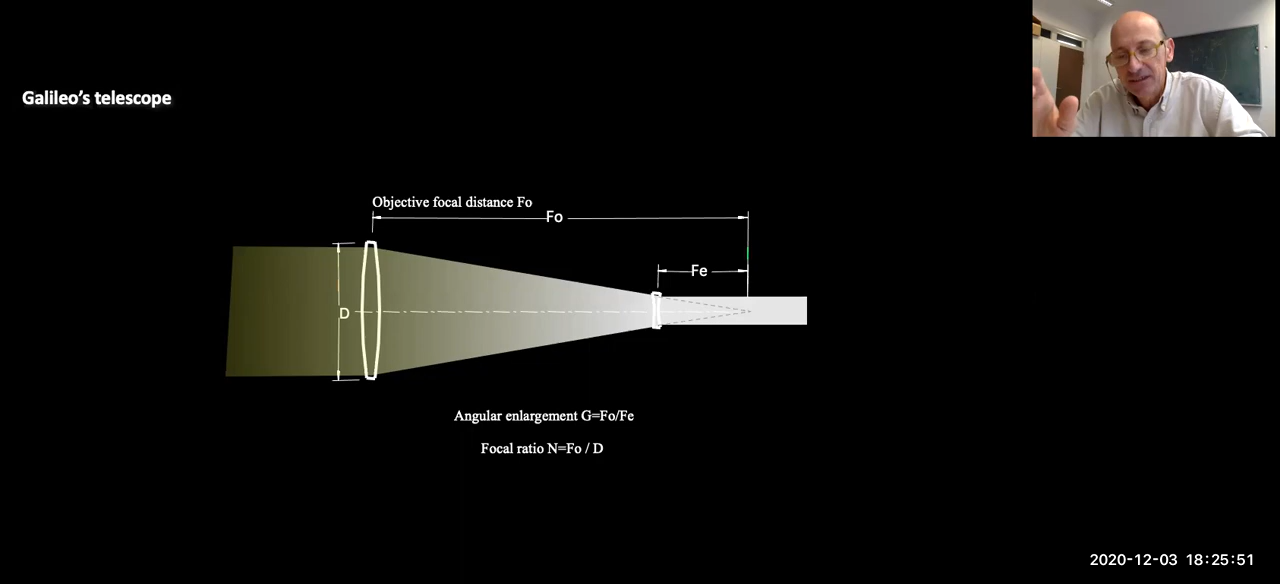 Galileo's telescope
Objective focal distance Fo
Fo
Fe
D
Angular enlargement G=Fo/Fe
Focal ratio N=Fo / D
2020-12-03 18:25:51